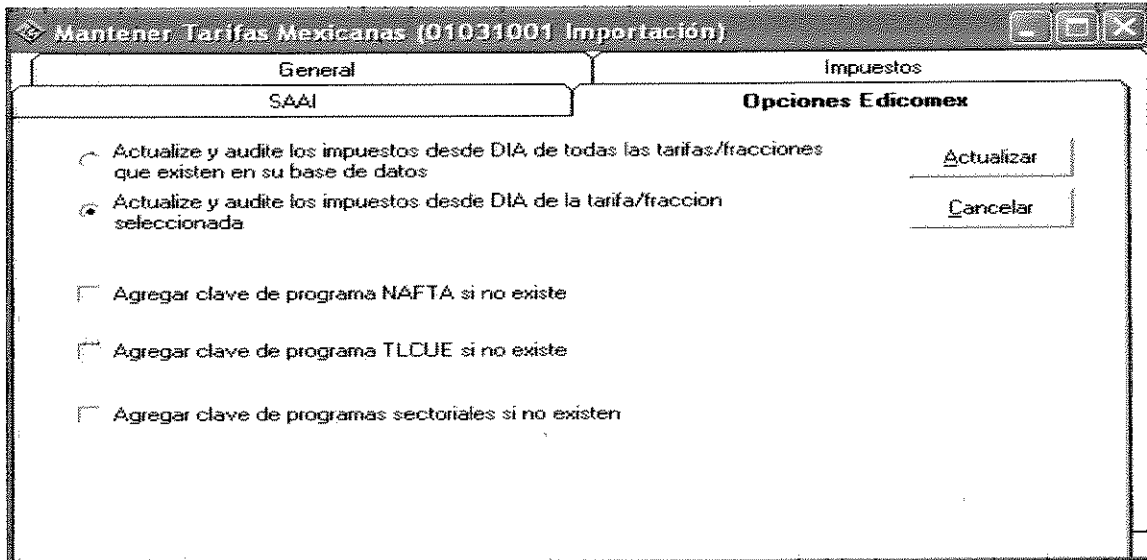 Mantener Tarifas Mexicanas (01031001 Importación)
General
Impuestos
SAAI
Opciones Edicomex
Actualize y audite los impuestos desde DIA de todas las tarifas/fracciones
que existen en su base de datos
Actualizar
Actualize y audite los impuestos desde DIA de la tarifa/fraccion
seleccionada
Cancelar
Agregar clave de programa NAFTA si no existe
Agregar clave de programa TLCUE si no existe
Agregar clave de programas sectoriales si no existen